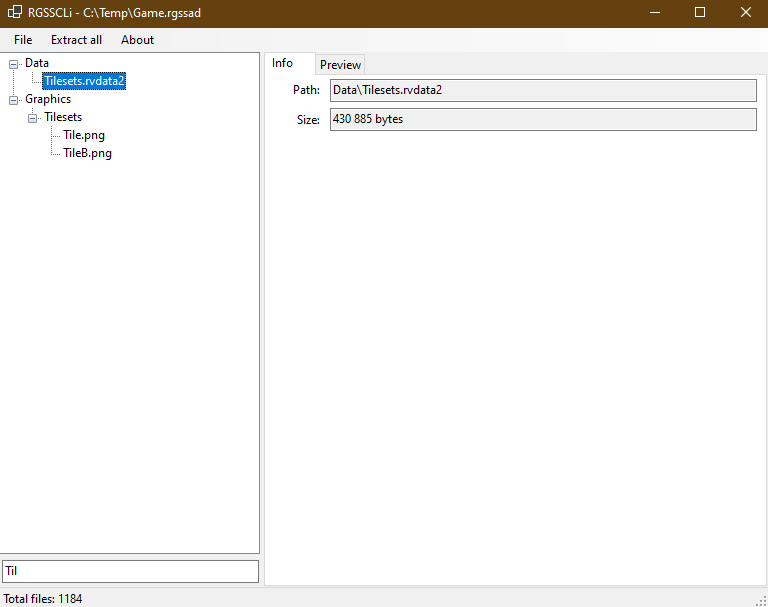 RGSSCLi - C:\Temp\Game.rgssad
File Extract all About
Data
Tilesets.rvdata2
Graphics
Tilesets
Tile.png
TileB.png
Til
Info Preview
Path: Data\Tilesets.rvdata2
Size: 430 885 bytes
Total files: 1184